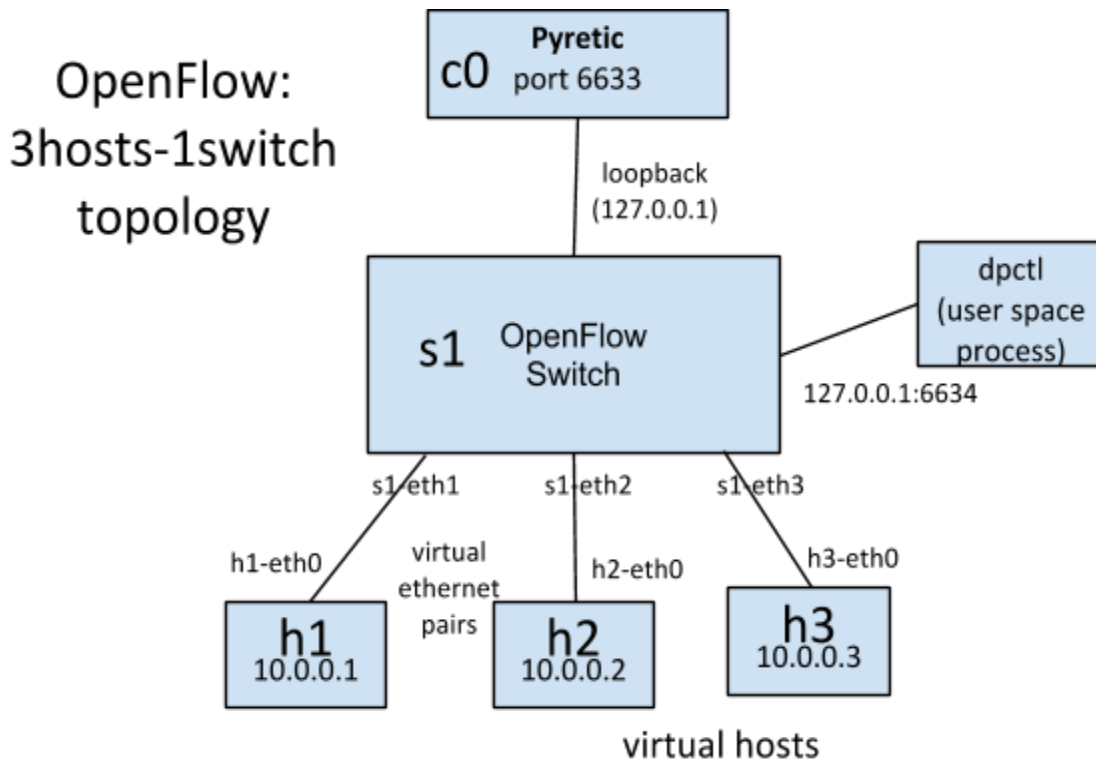 OpenFlow:
3hosts-1switch
topology
Pyretic
c0
port 6633
loopback
(127.0.0.1)
dpctl
(user space
process)
127.0.0.1:6634
s1
OpenFlow
Switch
s1-eth1
s1-eth2
s1-eth3
h1-eth0
virtual
ethernet
pairs
h2-eth0
h3-eth0
h1
10.0.0.1
h2
10.0.0.2
h3
10.0.0.3
virtual hosts